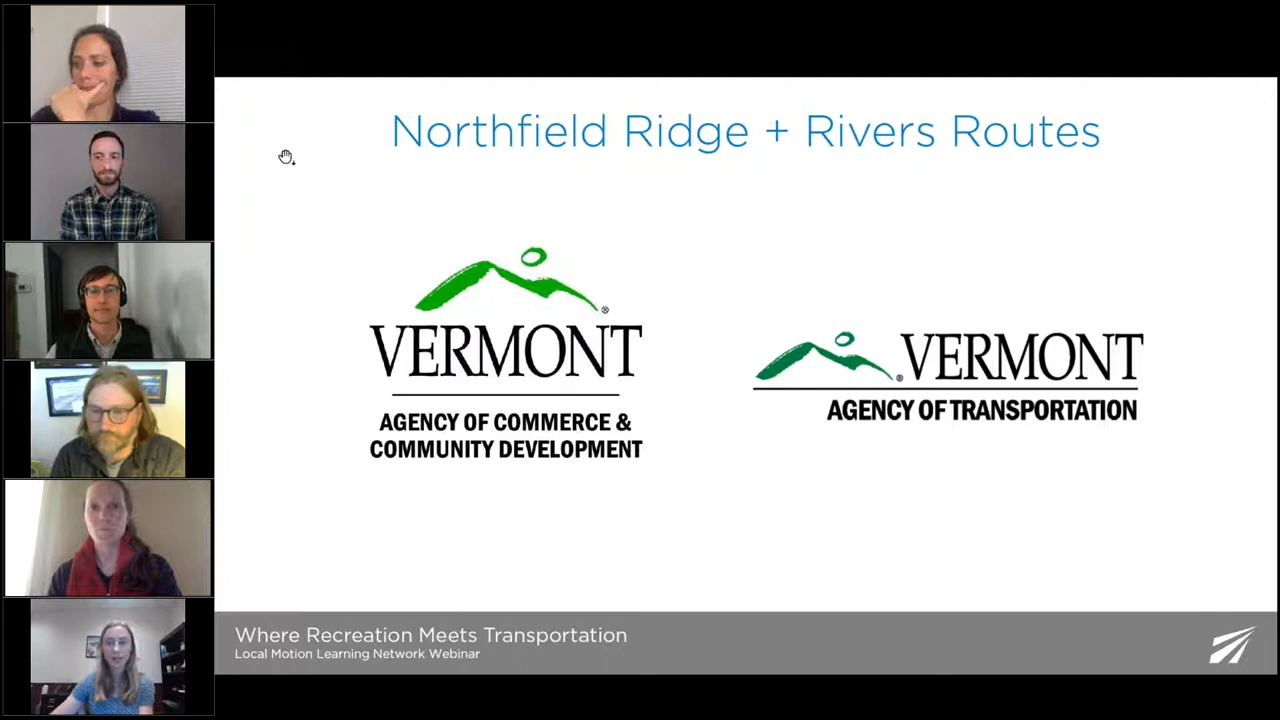 Northfield Ridge + Rivers Routes
VERMONT®
AGENCY OF COMMERCE &
COMMUNITY DEVELOPMENT
®VERMONT
AGENCY OF TRANSPORTATION
Where Recreation Meets Transportation
Local Motion Learning Network Webinar